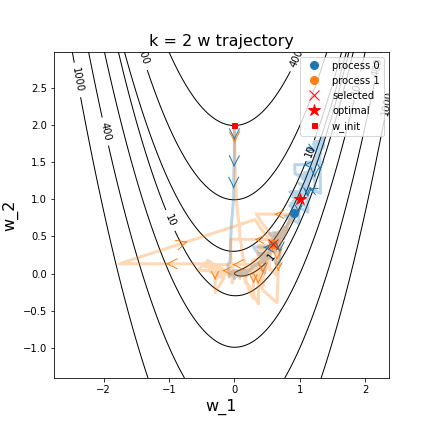 k = 2 w trajectory
process 0
process 1
selected
optimal
w_init
1000
400
10
400
10
1
w_2
2.5
2.0
1.5
1.0
0.5
0.0
−0.5
−1.0
−2
−1
0
1
2
w_1